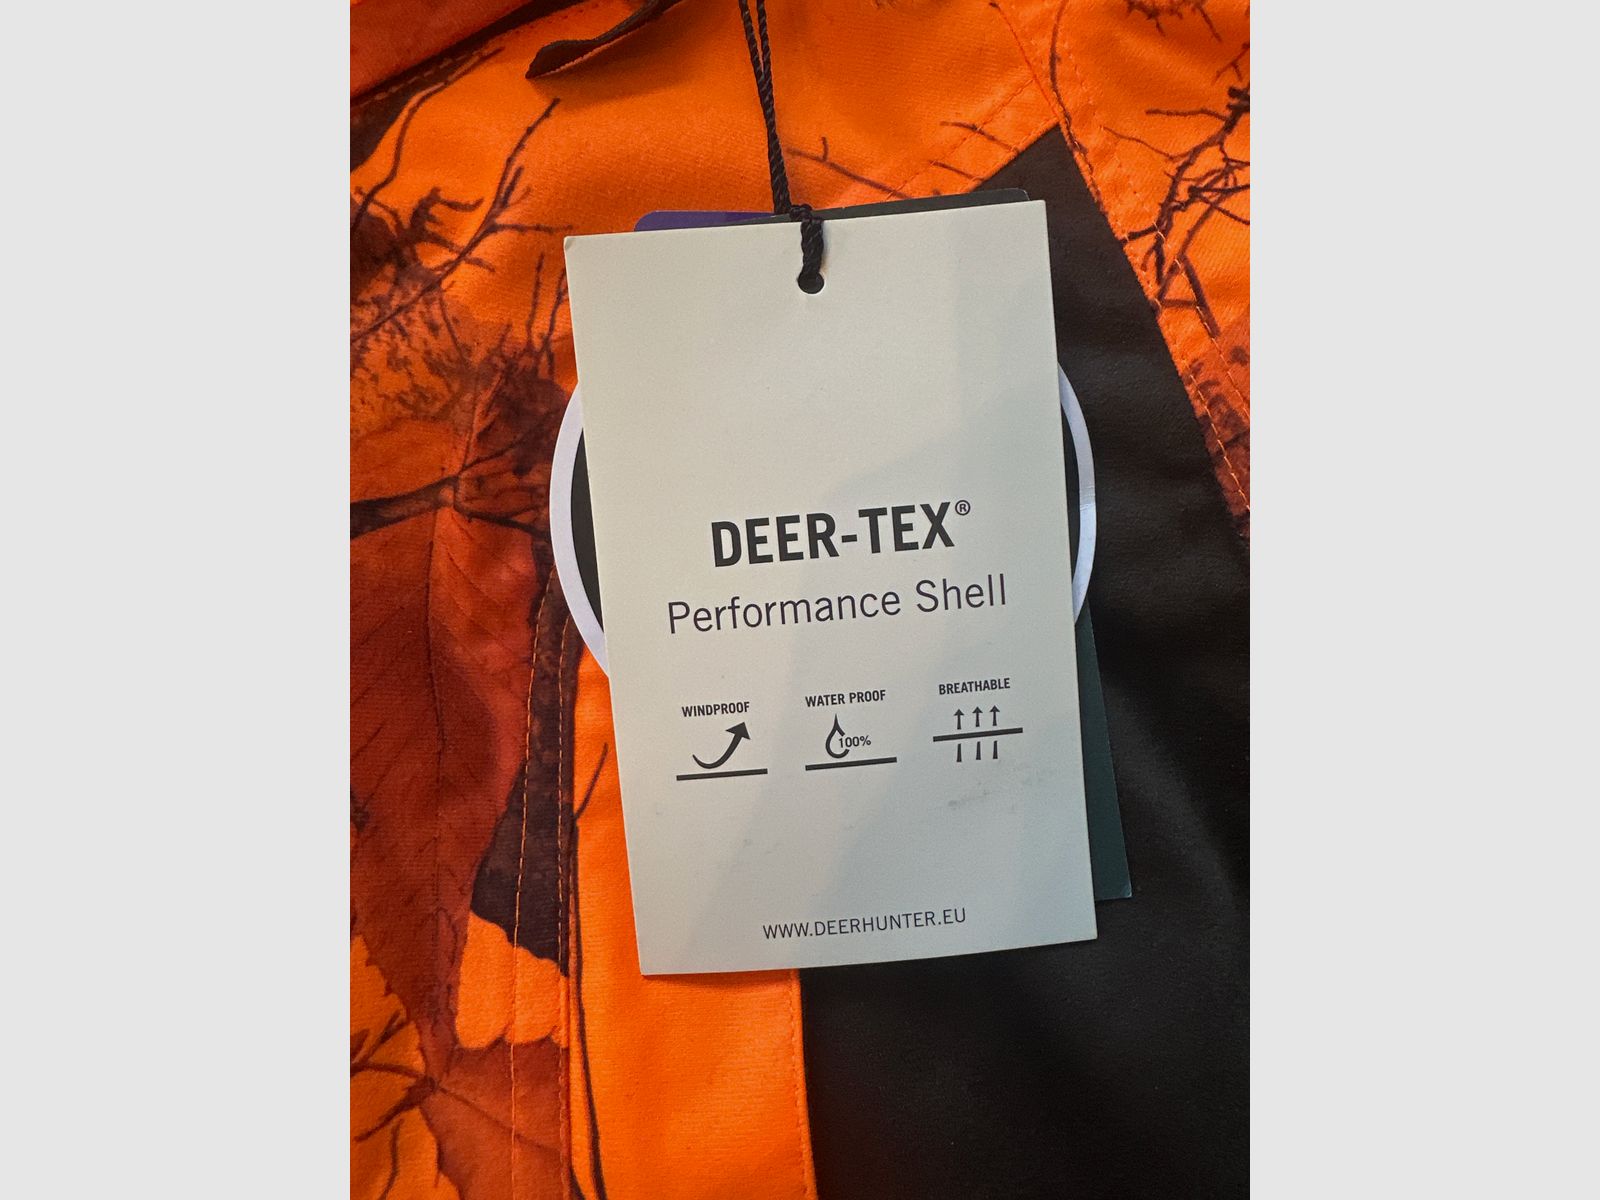 DEER-TEX®
Performance Shell
WINDPROOF
WATER PROOF
BREATHABLE
100%
WWW.DEERHUNTER.EU